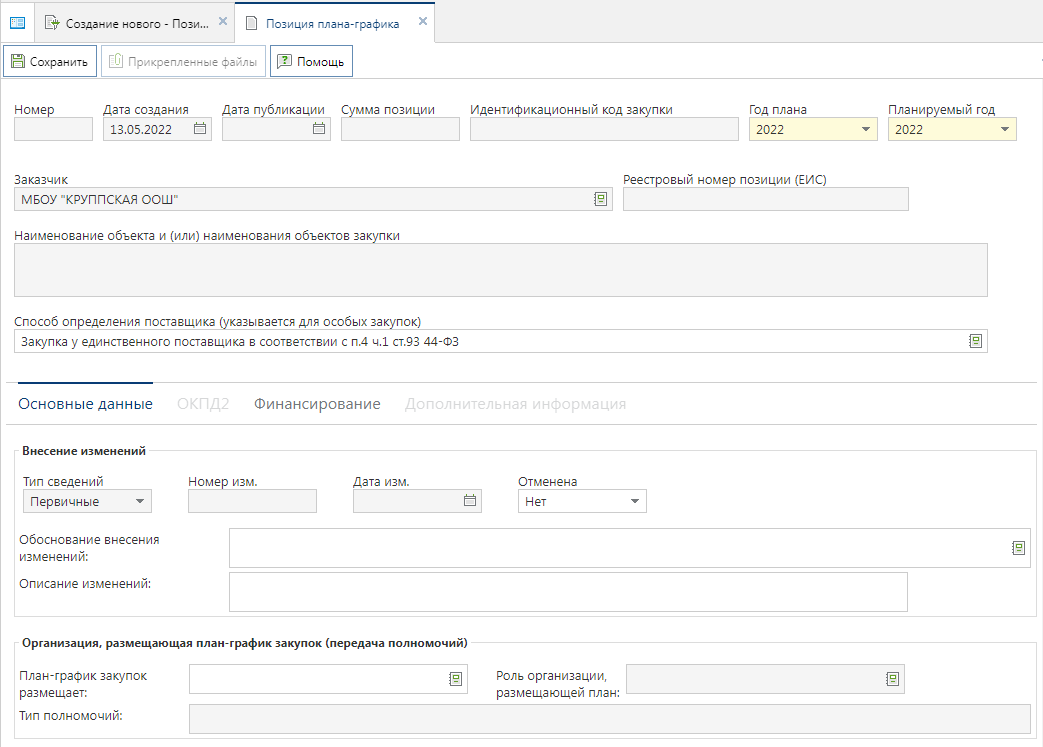 Создание нового - Пози...
Позиция плана-графика
Сохранить
Прикрепленные файлы
Помощь
Номер
Дата создания
Дата публикации
Сумма позиции
Идентификационный код закупки
Год плана
Планируемый год
13.05.2022
2022
2022
Заказчик
Реестровый номер позиции (ЕИС)
МБОУ "КРУППСКАЯ ООШ"
Наименование объекта и (или) наименования объектов закупки
Способ определения поставщика (указывается для особых закупок)
Закупка у единственного поставщика в соответствии с п.4 ч.1 ст.93 44-ФЗ
Основные данные
ОКПД2
Финансирование
Дополнительная информация
Внесение изменений
Тип сведений
Номер изм.
Дата изм.
Отменена
Первичные
Нет
Обоснование внесения
изменений:
Описание изменений:
Организация, размещающая план-график закупок (передача полномочий)
План-график закупок
размещает:
Роль организации,
размещающей план:
Тип полномочий: